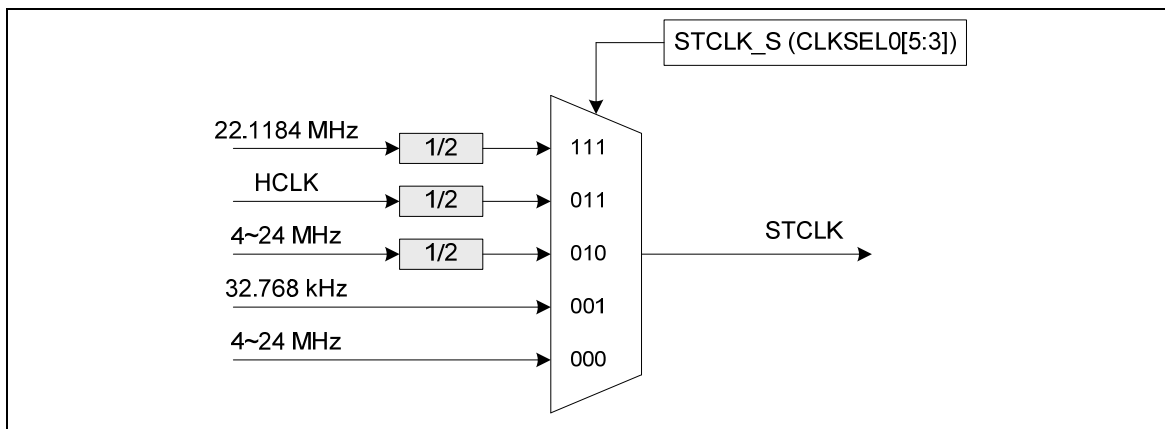 STCLK_S (CLKSEL0[5:3])
22.1184 MHz
1/2
111
HCLK
1/2
011
4~24 MHz
1/2
010
STCLK
32.768 kHz
001
4~24 MHz
000